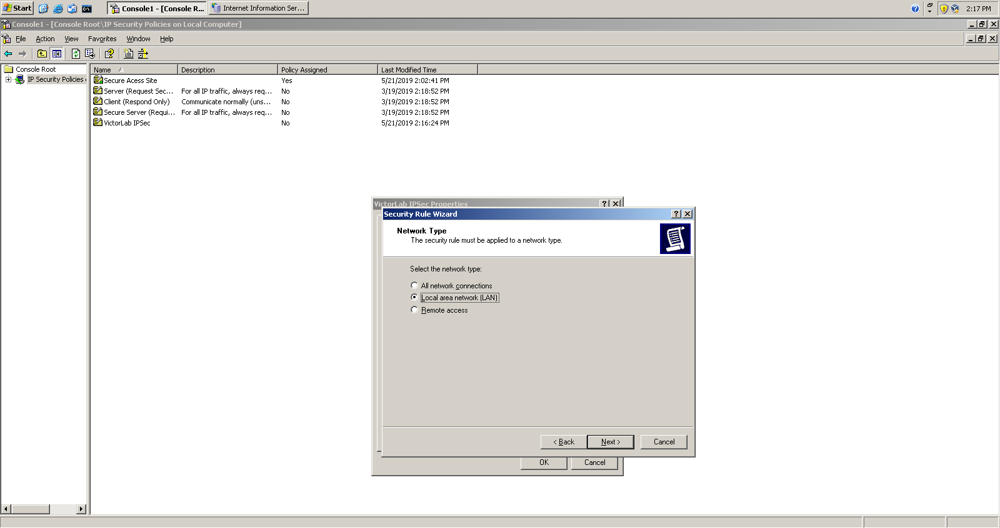 Start
Console1 - [Console R...
Internet Information Ser...
2:17 PM
Console1 - [Console Root\IP Security Policies on Local Computer]
File Action View Favorites Window Help
Console Root
IP Security Policies
Name Description Policy Assigned Last Modified Time
Secure Acess Site Yes 5/21/2019 2:02:41 PM
Server (Request Sec... For all IP traffic, always req... No 3/19/2019 2:18:52 PM
Client (Respond Only) Communicate normally (uns... No 3/19/2019 2:18:52 PM
Secure Server (Requi... For all IP traffic, always req... No 3/19/2019 2:18:52 PM
VictorLab IPSec No 5/21/2019 2:16:24 PM
VictorLab IPSec Properties
Security Rule Wizard
Network Type
The security rule must be applied to a network type.
Select the network type:
All network connections
Local area network (LAN)
Remote access
< Back Next > Cancel
OK Cancel